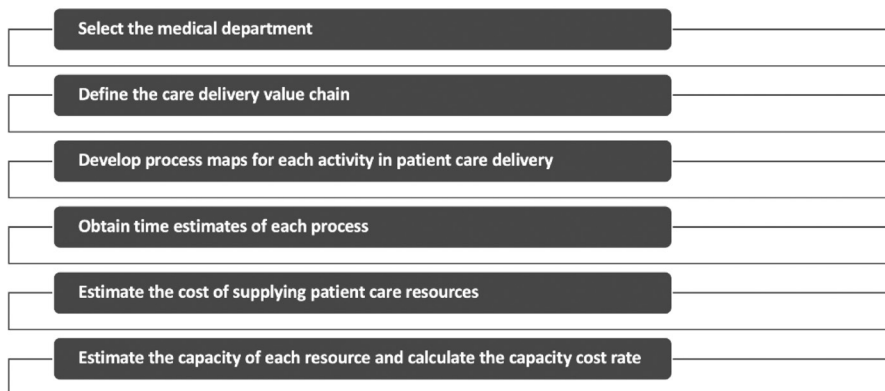 Select the medical department
Define the care delivery value chain
Develop process maps for each activity in patient care delivery
Obtain time estimates of each process
Estimate the cost of supplying patient care resources
Estimate the capacity of each resource and calculate the capacity cost rate